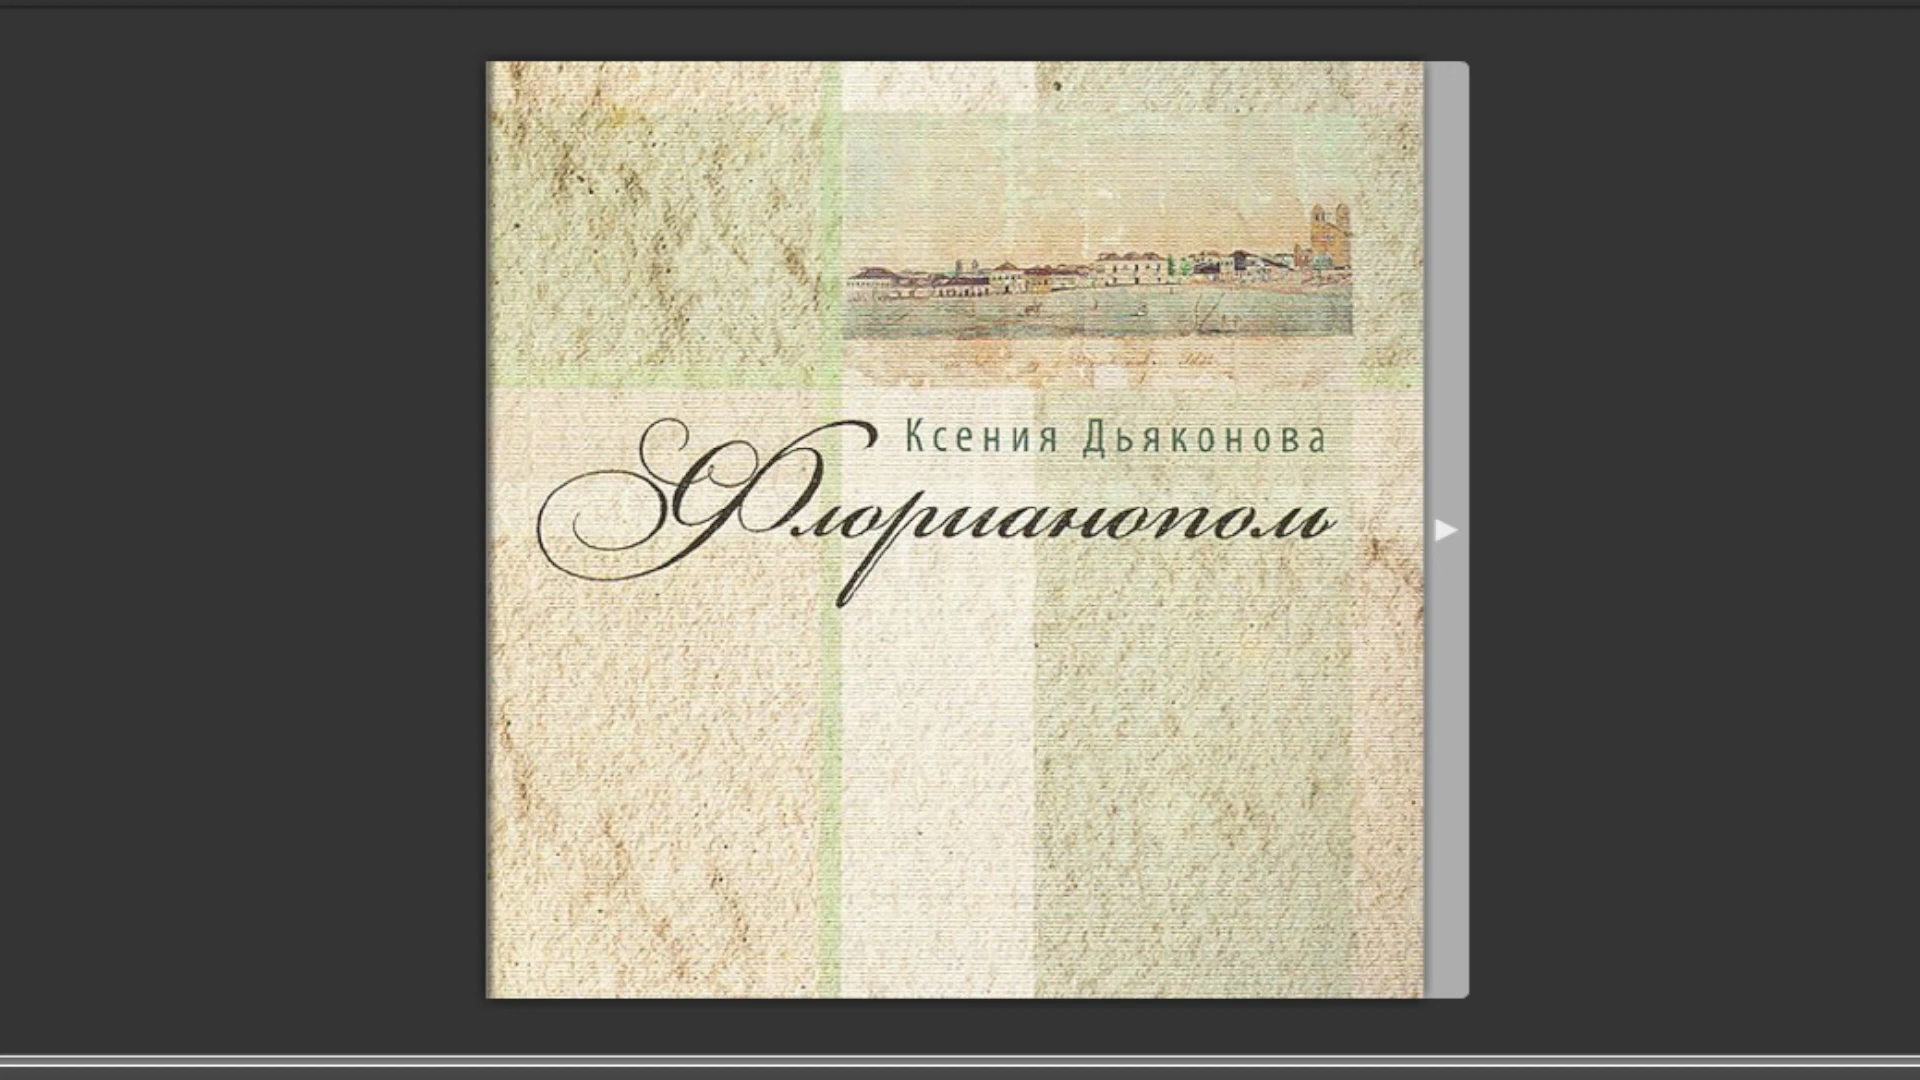 Ксения Дьяконова
Флорианополь